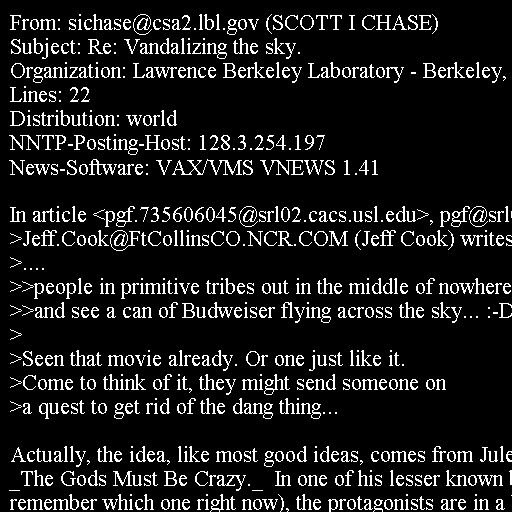 From: sichase@csa2.lbl.gov (SCOTT I CHASE)
Subject: Re: Vandalizing the sky.
Organization: Lawrence Berkeley Laboratory - Berkeley,
Lines: 22
Distribution: world
NNTP-Posting-Host: 128.3.254.197
News-Software: VAX/VMS VNEWS 1.41

In article <pgf.735606045@srl02.cacs.usl.edu>, pgf@srl
>Jeff.Cook@FtCollinsCO.NCR.COM (Jeff Cook) writes
>....
>>people in primitive tribes out in the middle of nowhere
>>and see a can of Budweiser flying across the sky... :-D
>
>Seen that movie already. Or one just like it.
>Come to think of it, they might send someone on
>a quest to get rid of the dang thing...

Actually, the idea, like most good ideas, comes from Jule
_The Gods Must Be Crazy._ In one of his lesser known
remember which one right now), the protagonists are in a